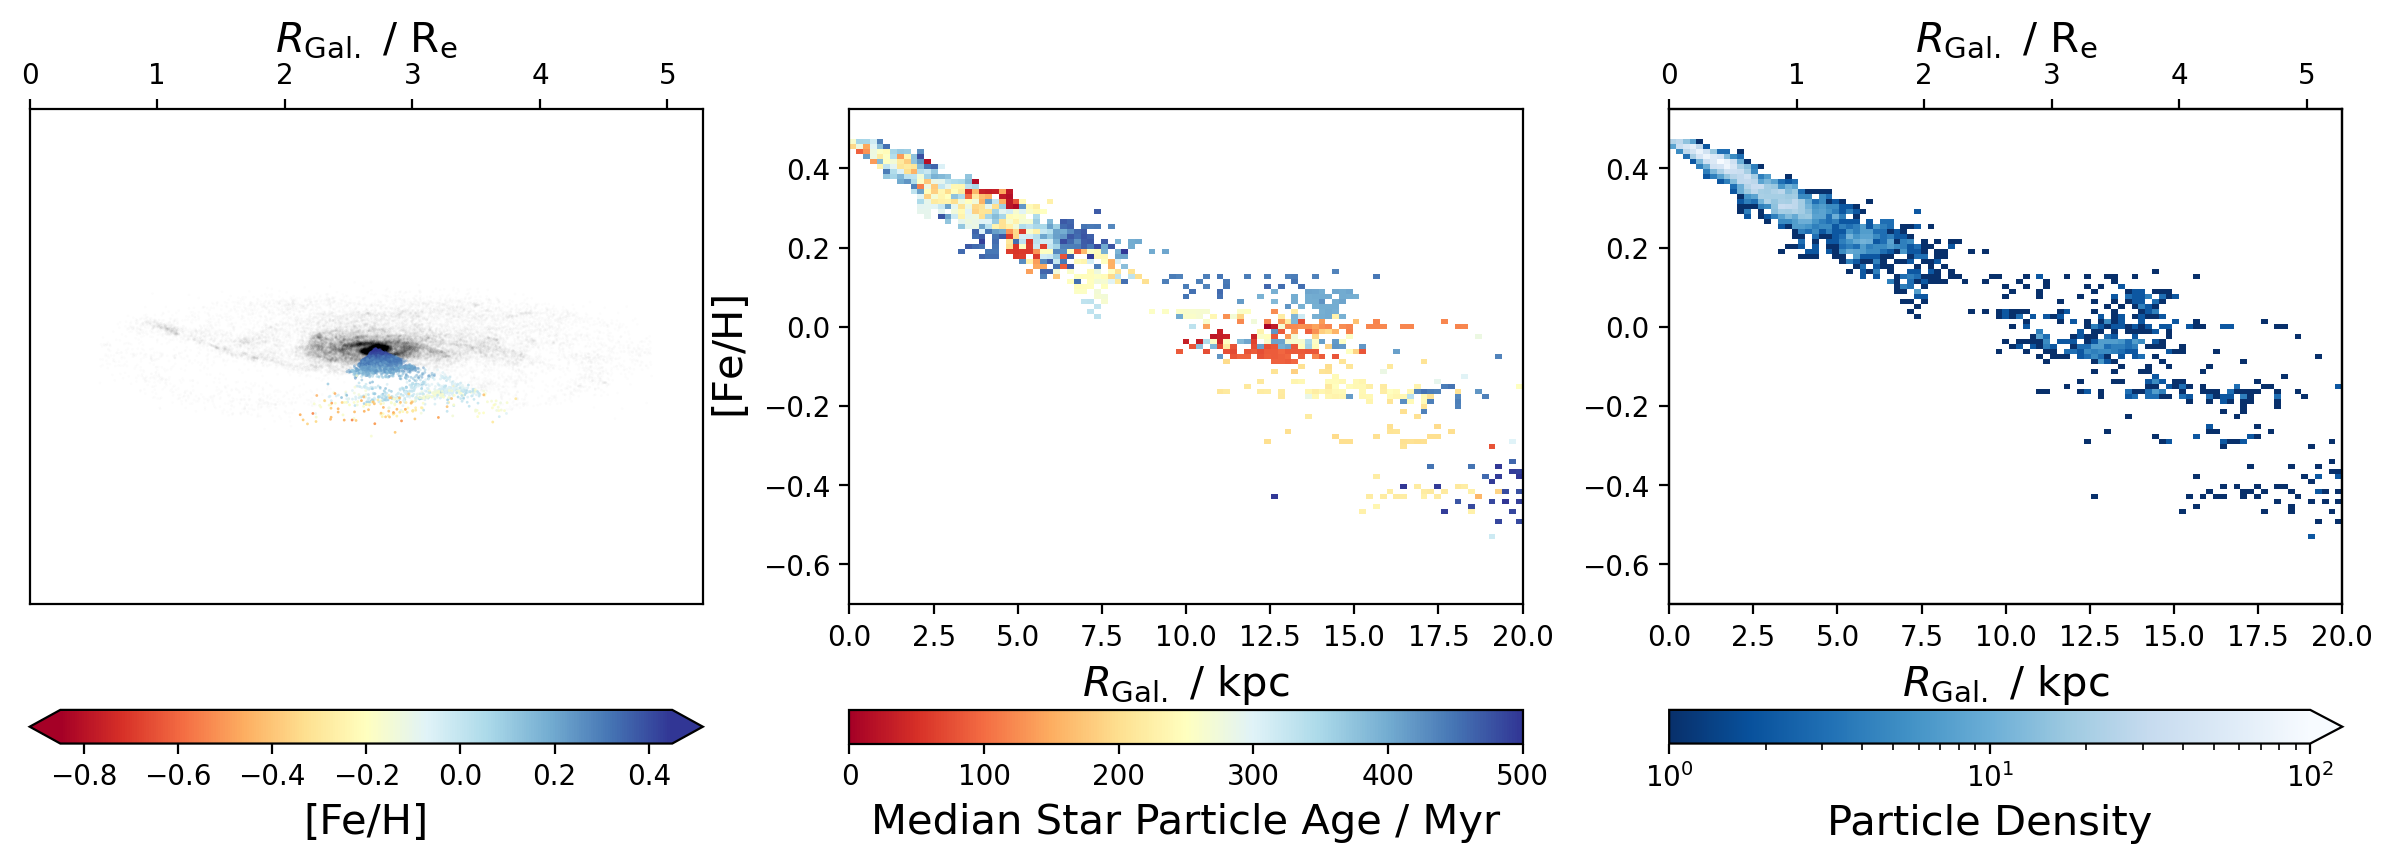 R_Gal. / R_e
0 1 2 3 4 5
[Fe/H]
−0.8 −0.6 −0.4 −0.2 0.0 0.2 0.4
[Fe/H]
0.4
0.2
0.0
−0.2
−0.4
−0.6
0.0 2.5 5.0 7.5 10.0 12.5 15.0 17.5 20.0
R_Gal. / kpc
0 100 200 300 400 500
Median Star Particle Age / Myr
R_Gal. / R_e
0 1 2 3 4 5
0.4
0.2
0.0
−0.2
−0.4
−0.6
0.0 2.5 5.0 7.5 10.0 12.5 15.0 17.5 20.0
R_Gal. / kpc
10^0 10^1 10^2
Particle Density